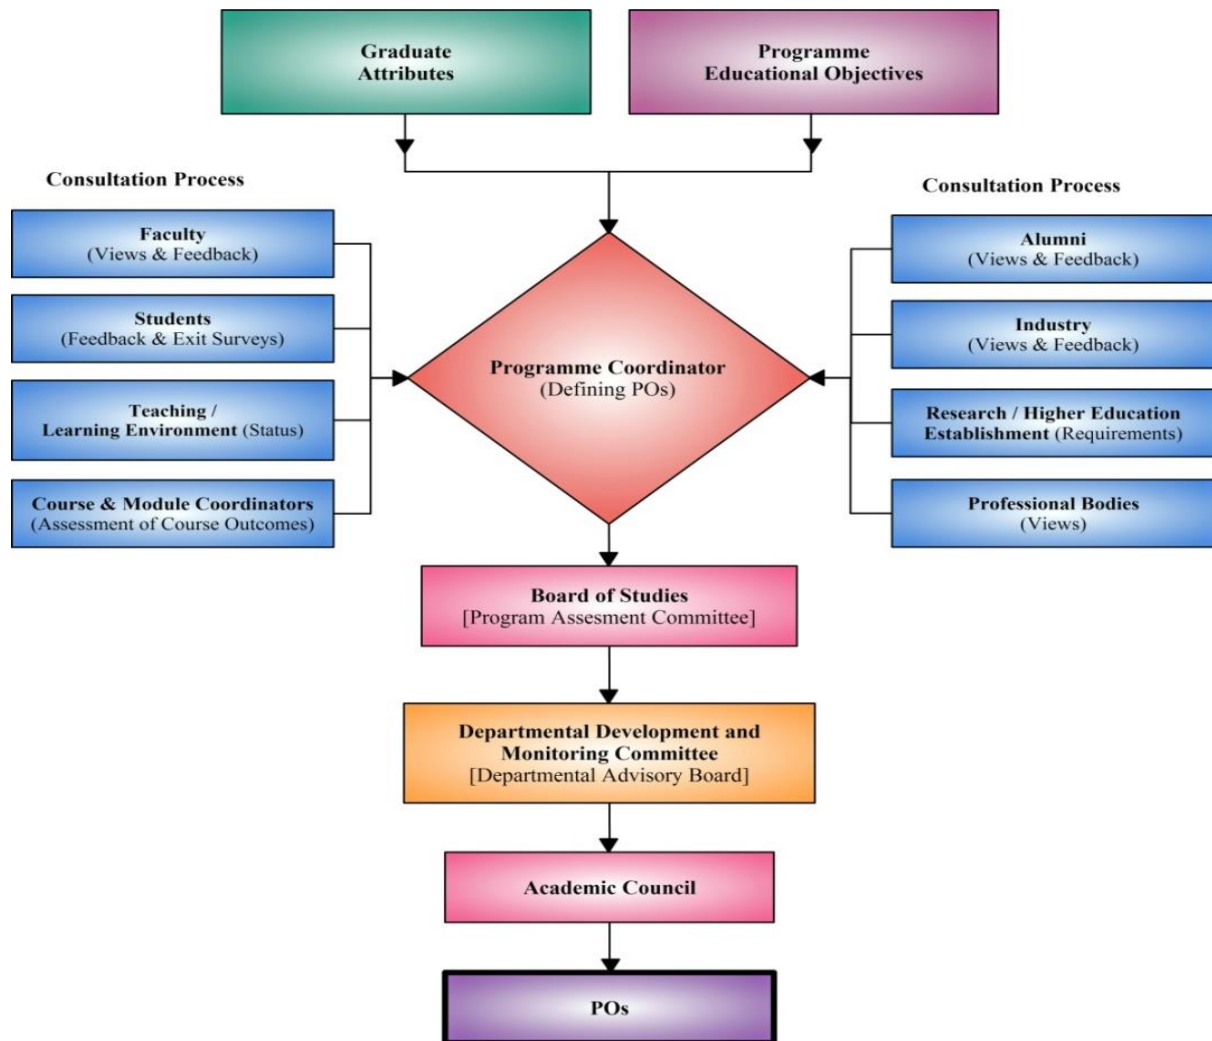 Graduate
Attributes
Programme
Educational Objectives
Consultation Process
Faculty
(Views & Feedback)
Students
(Feedback & Exit Surveys)
Teaching /
Learning Environment (Status)
Course & Module Coordinators
(Assessment of Course Outcomes)
Programme Coordinator
(Defining POs)
Consultation Process
Alumni
(Views & Feedback)
Industry
(Views & Feedback)
Research / Higher Education
Establishment (Requirements)
Professional Bodies
(Views)
Board of Studies
[Program Assesment Committee]
Departmental Development and
Monitoring Committee
[Departmental Advisory Board]
Academic Council
POs